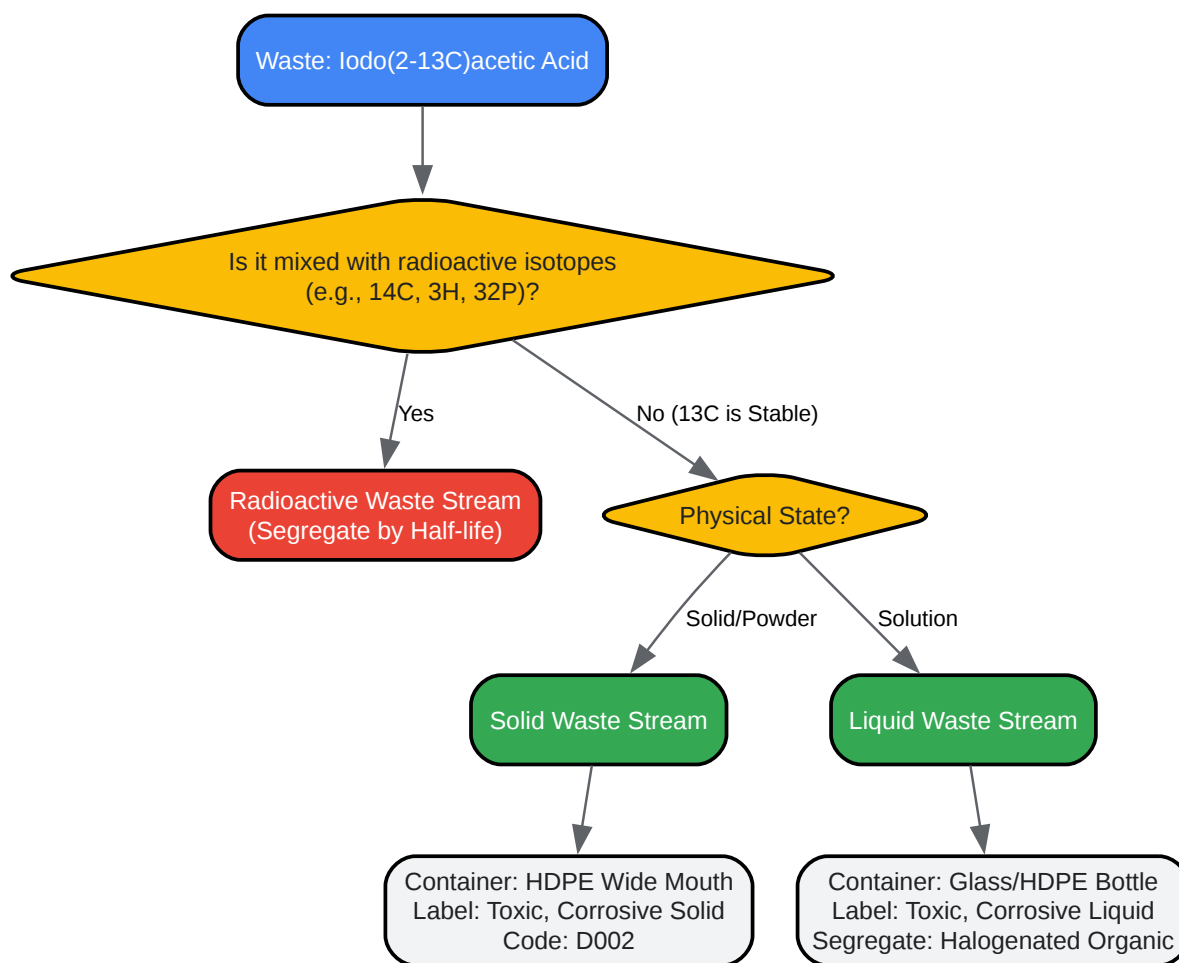 Waste: Iodo(2-13C)acetic Acid
Is it mixed with radioactive isotopes
(e.g., 14C, 3H, 32P)?
Yes
No (13C is Stable)
Radioactive Waste Stream
(Segregate by Half-life)
Physical State?
Solid/Powder
Solution
Solid Waste Stream
Liquid Waste Stream
Container: HDPE Wide Mouth
Label: Toxic, Corrosive Solid
Code: D002
Container: Glass/HDPE Bottle
Label: Toxic, Corrosive Liquid
Segregate: Halogenated Organic